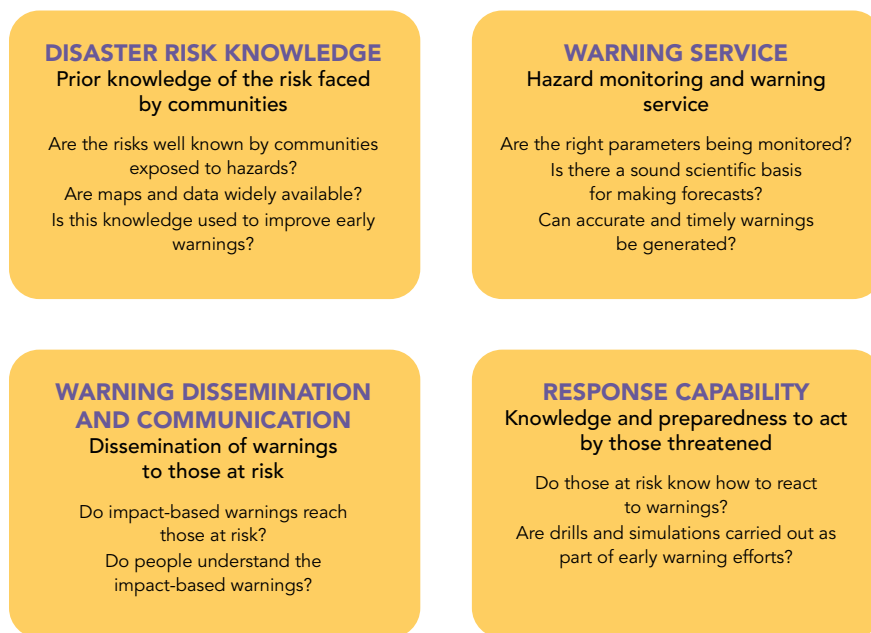 DISASTER RISK KNOWLEDGE
Prior knowledge of the risk faced
by communities
Are the risks well known by communities
exposed to hazards?
Are maps and data widely available?
Is this knowledge used to improve early
warnings?
WARNING SERVICE
Hazard monitoring and warning
service
Are the right parameters being monitored?
Is there a sound scientific basis
for making forecasts?
Can accurate and timely warnings
be generated?
WARNING DISSEMINATION
AND COMMUNICATION
Dissemination of warnings
to those at risk
Do impact-based warnings reach
those at risk?
Do people understand the
impact-based warnings?
RESPONSE CAPABILITY
Knowledge and preparedness to act
by those threatened
Do those at risk know how to react
to warnings?
Are drills and simulations carried out as
part of early warning efforts?